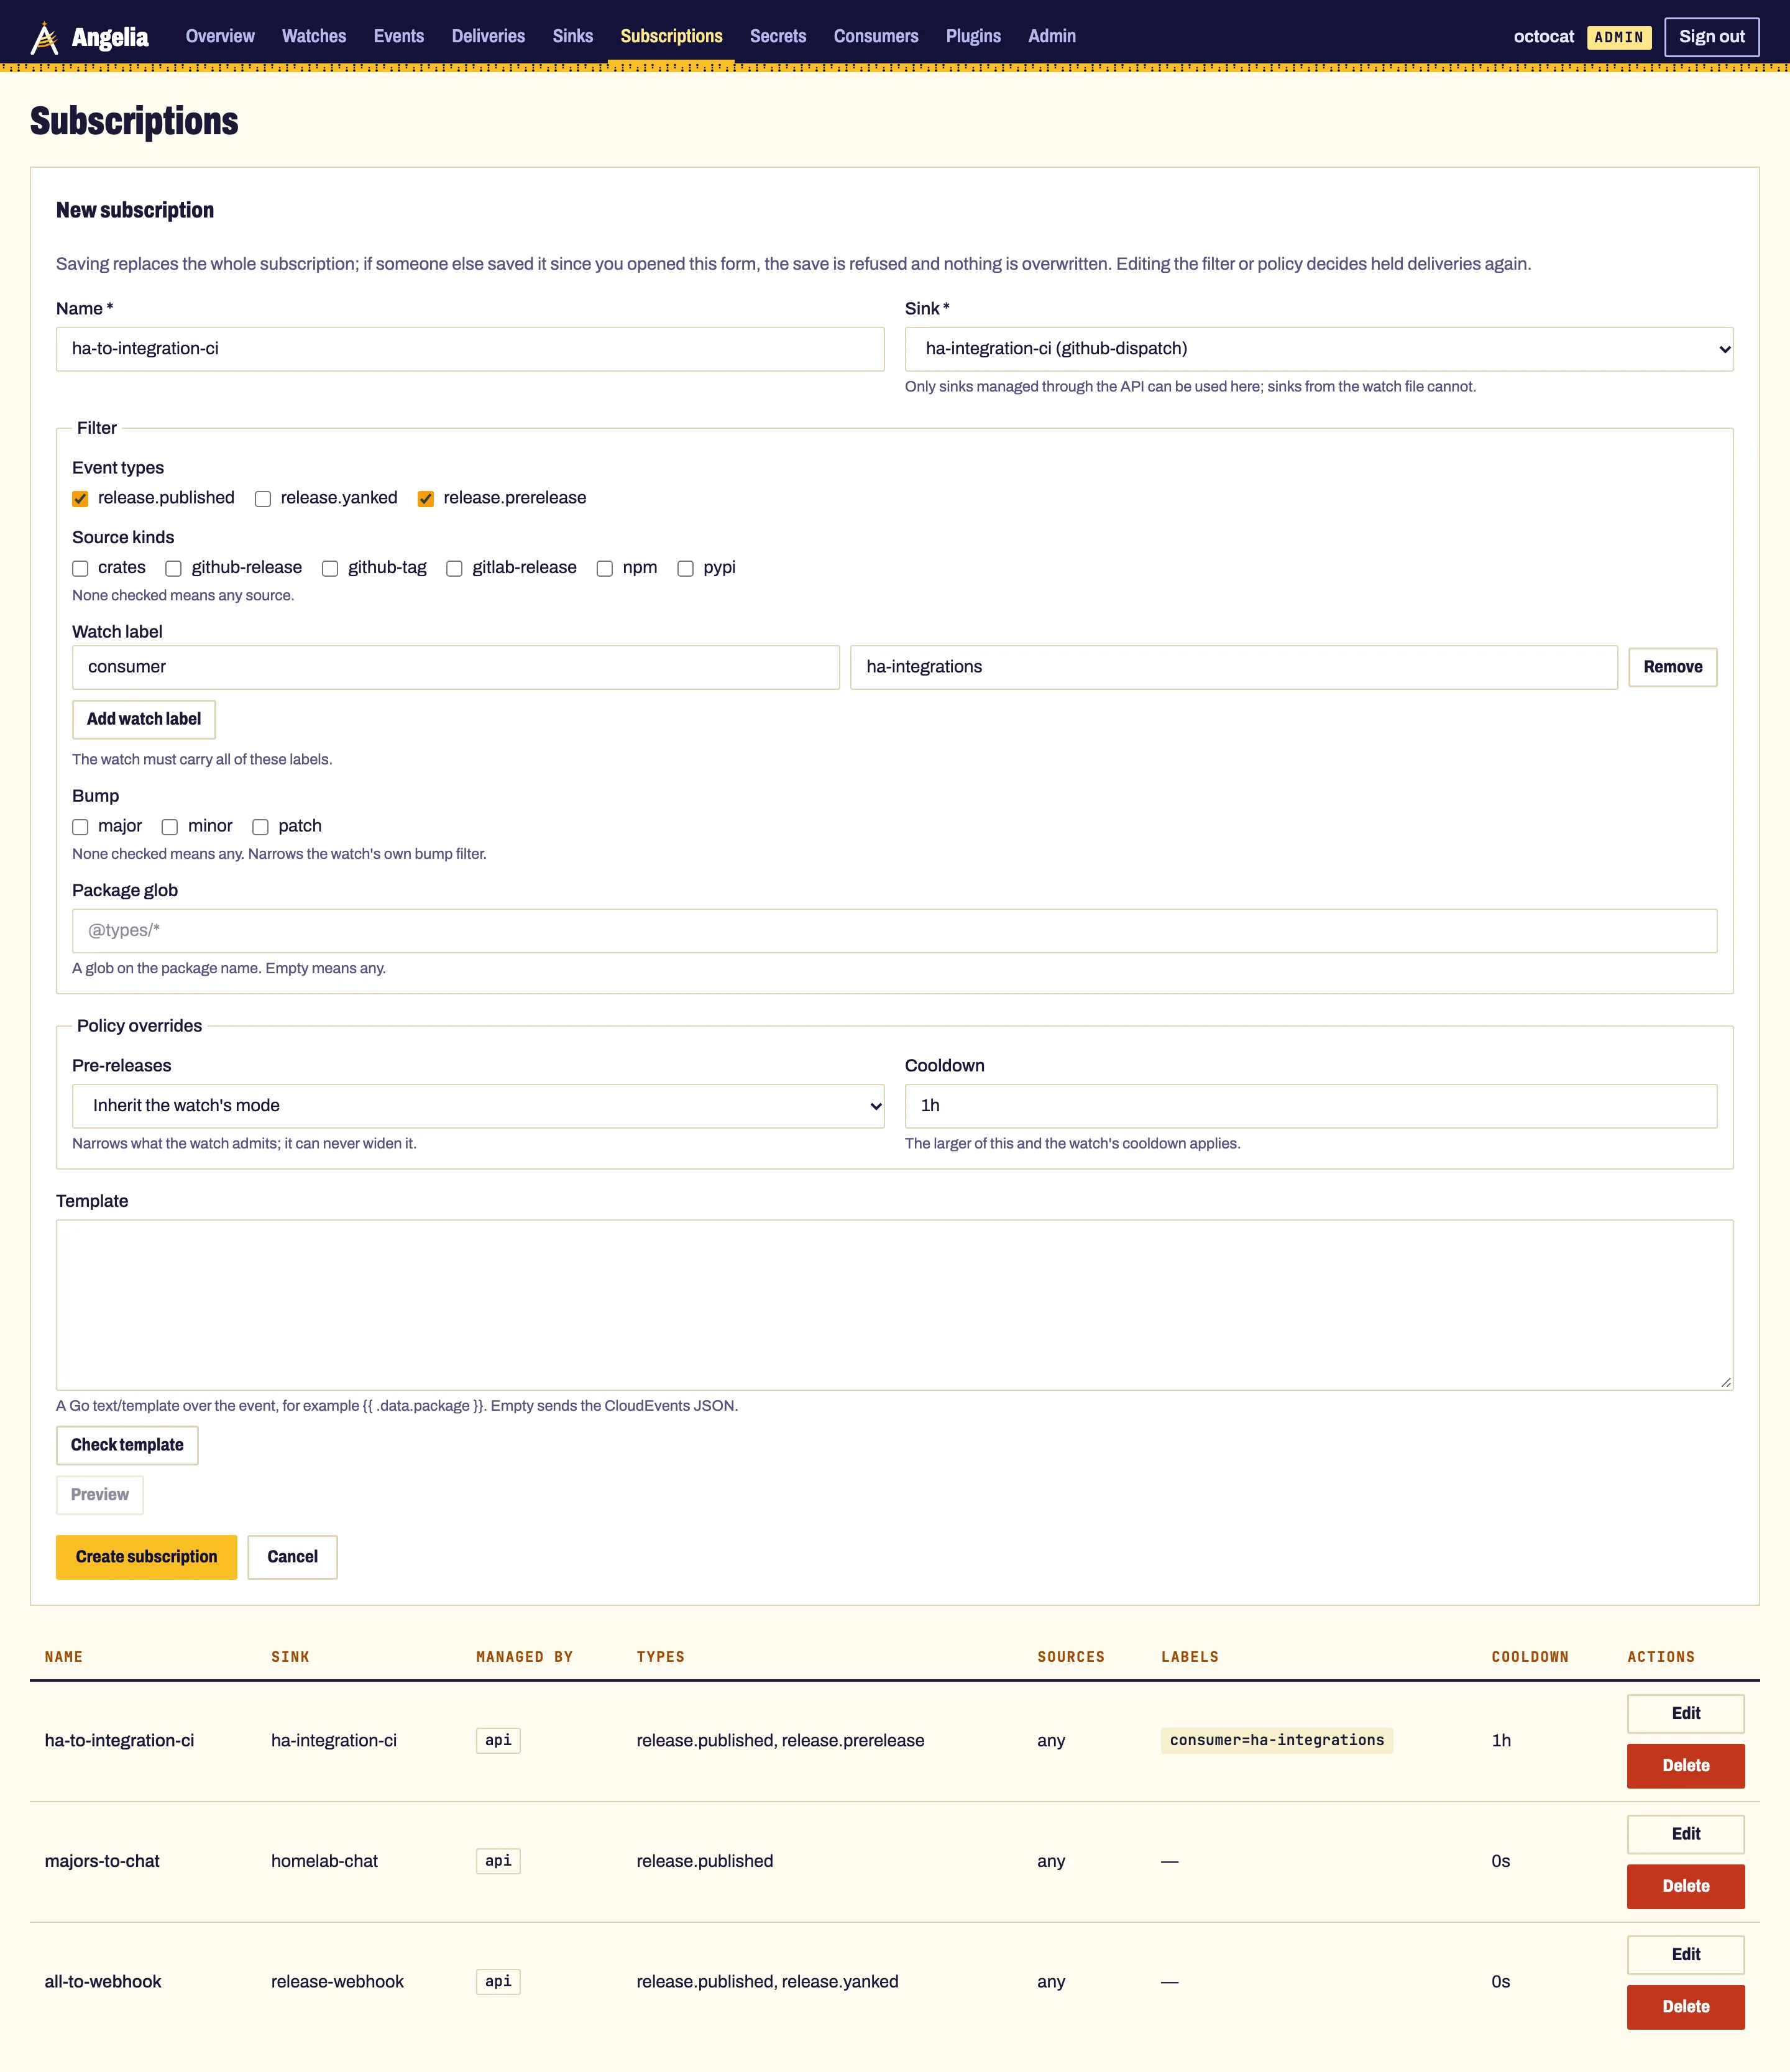 Angelia Overview Watches Events Deliveries Sinks Subscriptions Secrets Consumers Plugins Admin octocat ADMIN Sign out
Subscriptions
New subscription
Saving replaces the whole subscription; if someone else saved it since you opened this form, the save is refused and nothing is overwritten. Editing the filter or policy decides held deliveries again.
Name * Sink *
ha-to-integration-ci ha-integration-ci (github-dispatch)
Only sinks managed through the API can be used here; sinks from the watch file cannot.
Filter
Event types
release.published release.yanked release.prerelease
Source kinds
crates github-release github-tag gitlab-release npm pypi
None checked means any source.
Watch label
consumer ha-integrations Remove
Add watch label
The watch must carry all of these labels.
Bump
major minor patch
None checked means any. Narrows the watch's own bump filter.
Package glob
@types/*
A glob on the package name. Empty means any.
Policy overrides
Pre-releases Cooldown
Inherit the watch's mode 1h
Narrows what the watch admits; it can never widen it. The larger of this and the watch's cooldown applies.
Template
A Go text/template over the event, for example {{ .data.package }}. Empty sends the CloudEvents JSON.
Check template
Preview
Create subscription Cancel
NAME SINK MANAGED BY TYPES SOURCES LABELS COOLDOWN ACTIONS
ha-to-integration-ci ha-integration-ci api release.published, release.prerelease any consumer=ha-integrations 1h Edit
Delete
majors-to-chat homelab-chat api release.published any — 0s Edit
Delete
all-to-webhook release-webhook api release.published, release.yanked any — 0s Edit
Delete